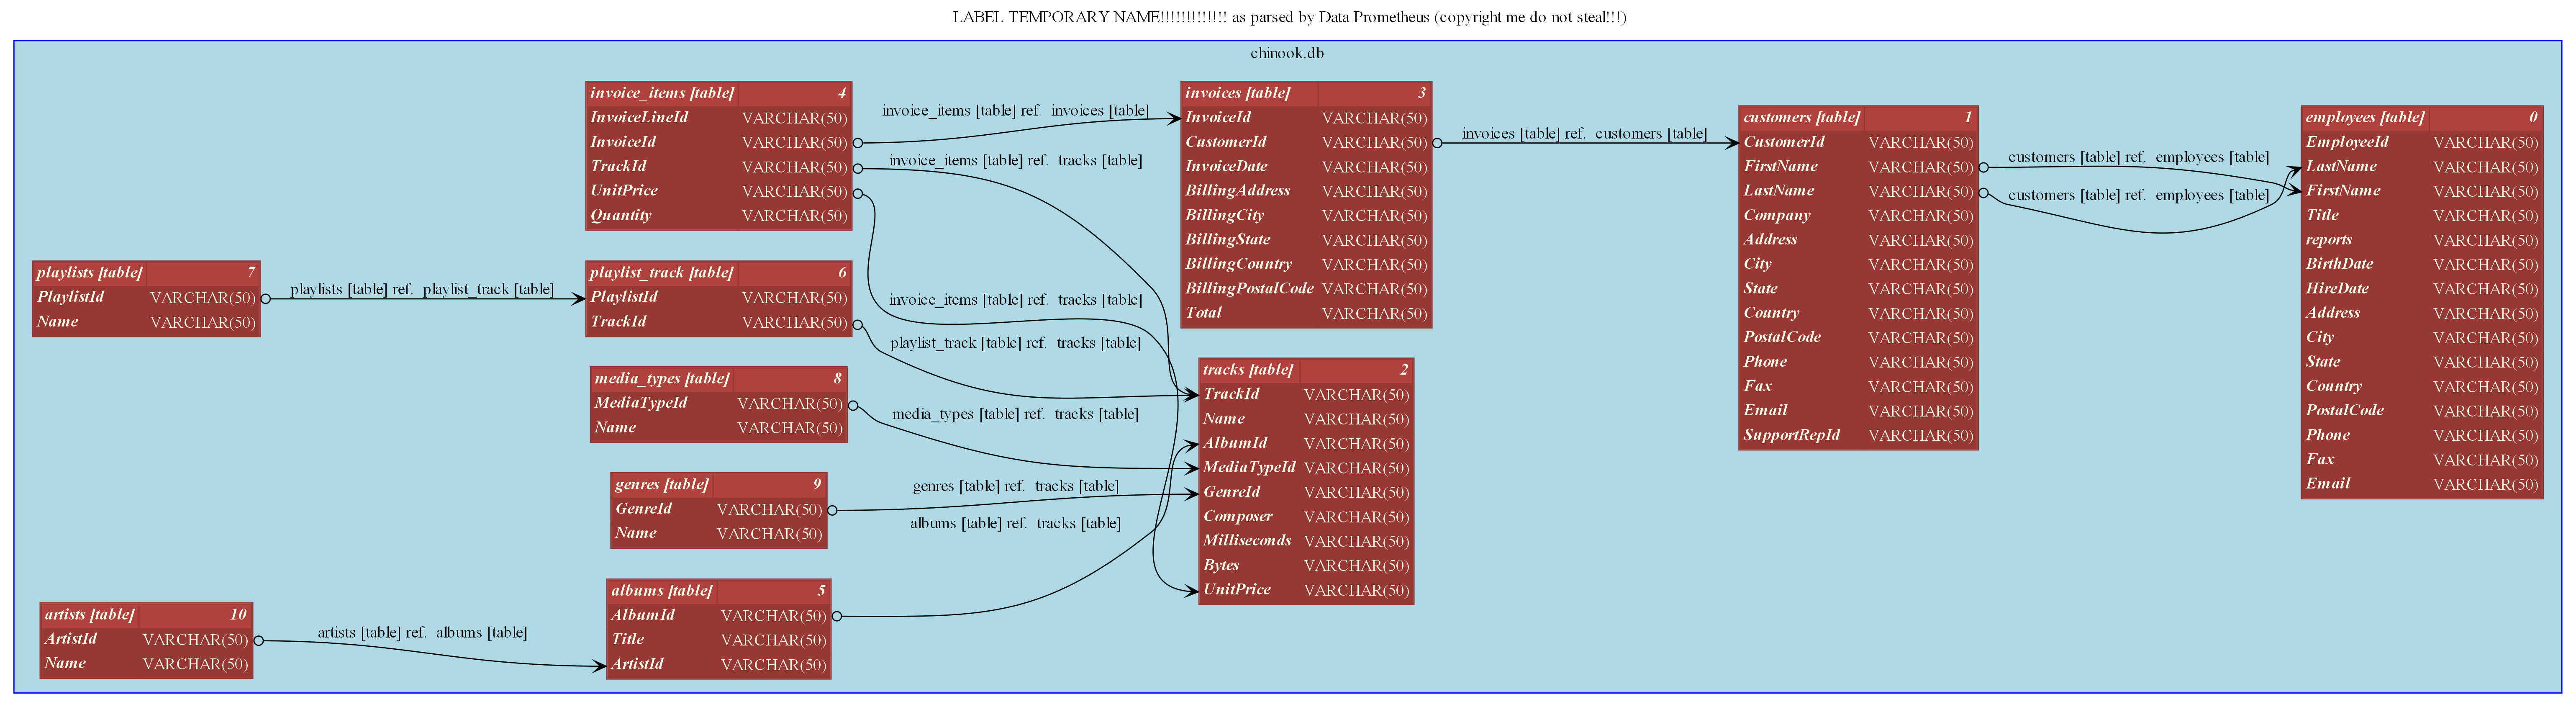 LABEL TEMPORARY NAME!!!!!!!!!!!!! as parsed by Data Prometheus (copyright me do not steal!!!)
chinook.db
playlists [table] 7
PlaylistId VARCHAR(50)
Name VARCHAR(50)
artists [table] 10
ArtistId VARCHAR(50)
Name VARCHAR(50)
playlists [table] ref. playlist_track [table]
artists [table] ref. albums [table]
invoice_items [table] 4
InvoiceLineId VARCHAR(50)
InvoiceId VARCHAR(50)
TrackId VARCHAR(50)
UnitPrice VARCHAR(50)
Quantity VARCHAR(50)
playlist_track [table] 6
PlaylistId VARCHAR(50)
TrackId VARCHAR(50)
media_types [table] 8
MediaTypeId VARCHAR(50)
Name VARCHAR(50)
genres [table] 9
GenreId VARCHAR(50)
Name VARCHAR(50)
albums [table] 5
AlbumId VARCHAR(50)
Title VARCHAR(50)
ArtistId VARCHAR(50)
invoice_items [table] ref. invoices [table]
invoice_items [table] ref. tracks [table]
invoice_items [table] ref. tracks [table]
playlist_track [table] ref. tracks [table]
media_types [table] ref. tracks [table]
genres [table] ref. tracks [table]
albums [table] ref. tracks [table]
invoices [table] 3
InvoiceId VARCHAR(50)
CustomerId VARCHAR(50)
InvoiceDate VARCHAR(50)
BillingAddress VARCHAR(50)
BillingCity VARCHAR(50)
BillingState VARCHAR(50)
BillingCountry VARCHAR(50)
BillingPostalCode VARCHAR(50)
Total VARCHAR(50)
tracks [table] 2
TrackId VARCHAR(50)
Name VARCHAR(50)
AlbumId VARCHAR(50)
MediaTypeId VARCHAR(50)
GenreId VARCHAR(50)
Composer VARCHAR(50)
Milliseconds VARCHAR(50)
Bytes VARCHAR(50)
UnitPrice VARCHAR(50)
invoices [table] ref. customers [table]
customers [table] 1
CustomerId VARCHAR(50)
FirstName VARCHAR(50)
LastName VARCHAR(50)
Company VARCHAR(50)
Address VARCHAR(50)
City VARCHAR(50)
State VARCHAR(50)
Country VARCHAR(50)
PostalCode VARCHAR(50)
Phone VARCHAR(50)
Fax VARCHAR(50)
Email VARCHAR(50)
SupportRepId VARCHAR(50)
customers [table] ref. employees [table]
customers [table] ref. employees [table]
employees [table] 0
EmployeeId VARCHAR(50)
LastName VARCHAR(50)
FirstName VARCHAR(50)
Title VARCHAR(50)
reports VARCHAR(50)
BirthDate VARCHAR(50)
HireDate VARCHAR(50)
Address VARCHAR(50)
City VARCHAR(50)
State VARCHAR(50)
Country VARCHAR(50)
PostalCode VARCHAR(50)
Phone VARCHAR(50)
Fax VARCHAR(50)
Email VARCHAR(50)